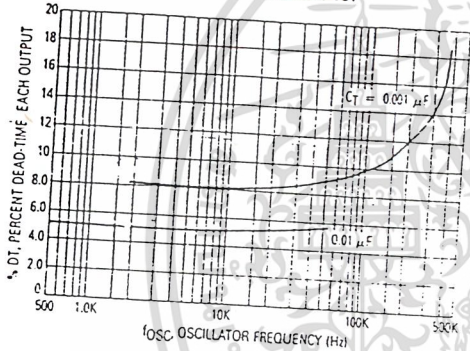 20
18
16
14
12
10
8.0
6.0
4.0
2.0
0
% DT, PERCENT DEAD-TIME, EACH OUTPUT
CT = 0.001 µF
0.01 µF
500 1.0K 10K 100K 500K
fOSC, OSCILLATOR FREQUENCY (Hz)